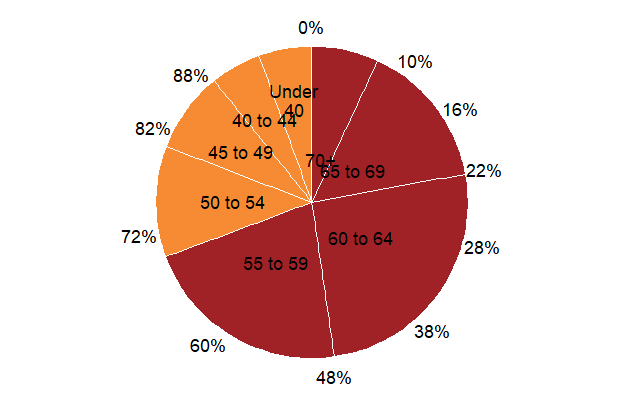 0%
10%
88%
Under
40
16%
40 to 44
82%
45 to 49
70+
65 to 69
22%
50 to 54
72%
60 to 64
28%
55 to 59
38%
60%
48%